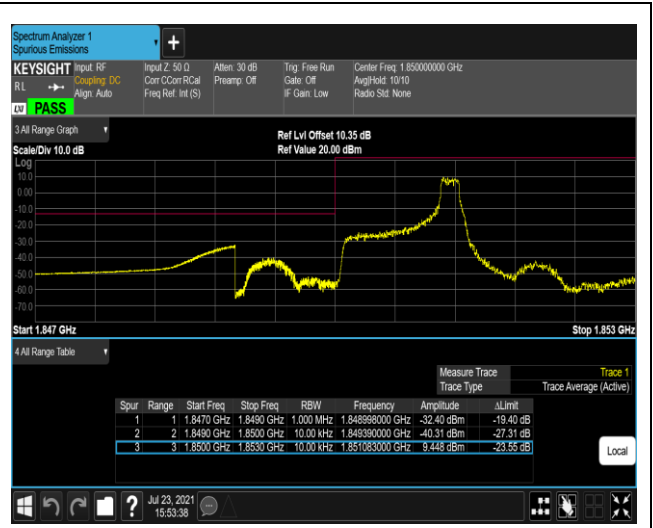 Spectrum Analyzer 1
Spurious Emissions
+
KEYSIGHT Input: RF Input Z: 50 Ω Atten: 30 dB Trig: Free Run Center Freq: 1.850000000 GHz
RL Coupling: DC Corr CCorr RCal Preamp: Off Gate: Off Avg|Hold: 10/10
Align: Auto Freq Ref: Int (S) IF Gain: Low Radio Std: None
LXI PASS
3 All Range Graph
Ref Lvl Offset 10.35 dB
Scale/Div 10.0 dB Ref Value 20.00 dBm
Log
10.0
0.00
-10.0
-20.0
-30.0
-40.0
-50.0
-60.0
-70.0
Start 1.847 GHz Stop 1.853 GHz
4 All Range Table
Measure Trace Trace 1
Trace Type Trace Average (Active)
Spur Range Start Freq Stop Freq RBW Frequency Amplitude ΔLimit
1 1 1.8470 GHz 1.8490 GHz 1.000 MHz 1.848998000 GHz -32.40 dBm -19.40 dB
2 2 1.8490 GHz 1.8500 GHz 10.00 kHz 1.849390000 GHz -40.31 dBm -27.31 dB
3 3 1.8500 GHz 1.8530 GHz 10.00 kHz 1.851083000 GHz 9.448 dBm -23.55 dB
Local
? Jul 23, 2021
15:53:38